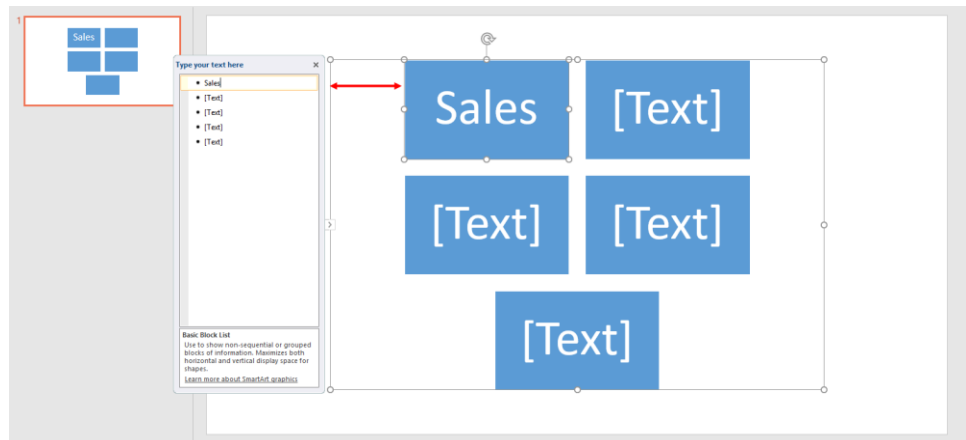 1
Sales
Type your text here
Sales
[Text]
[Text]
[Text]
[Text]
Basic Block List
Use to show non-sequential or grouped
blocks of information. Maximizes both
horizontal and vertical display space for
shapes.
Learn more about SmartArt graphics
Sales [Text]
[Text] [Text]
[Text]